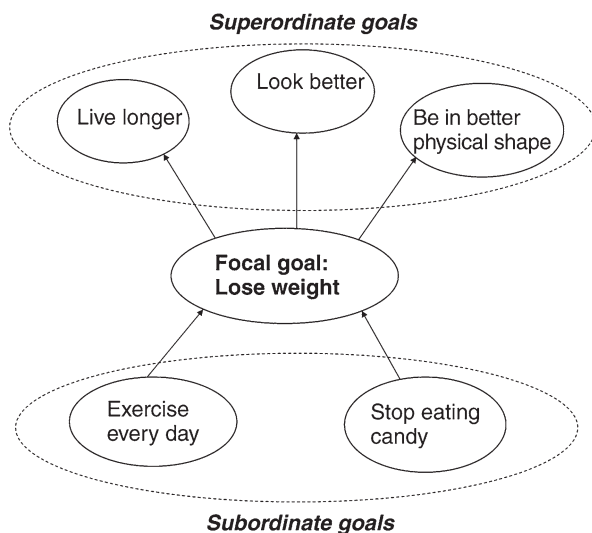 Superordinate goals
Live longer
Look better
Be in better
physical shape
Focal goal:
Lose weight
Exercise
every day
Stop eating
candy
Subordinate goals